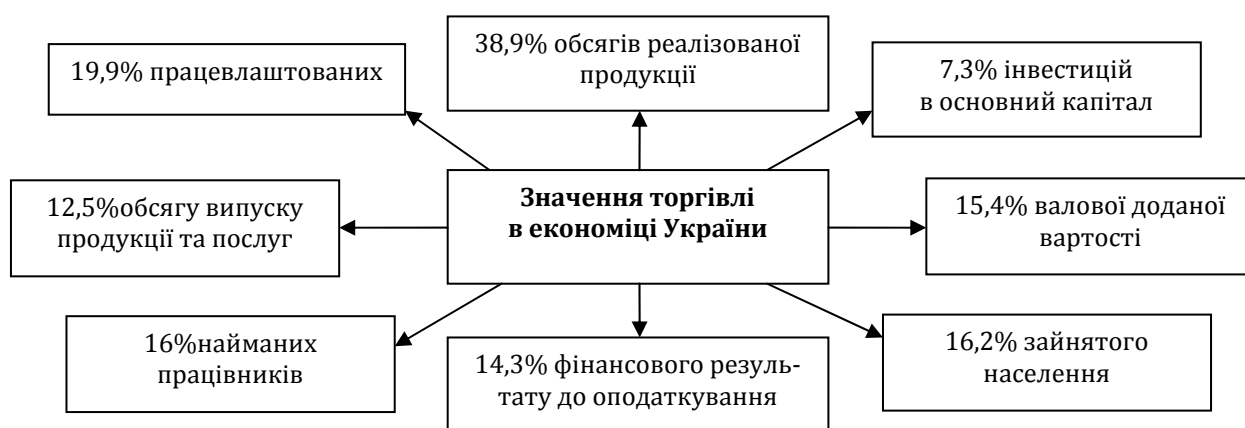 38,9% обсягів реалізованої
продукції
19,9% працевлаштованих
7,3% інвестицій
в основний капітал
Значення торгівлі
в економіці України
12,5%обсягу випуску
продукції та послуг
15,4% валової доданої
вартості
16%найманих
працівників
14,3% фінансового резуль-
тату до оподаткування
16,2% зайнятого
населення